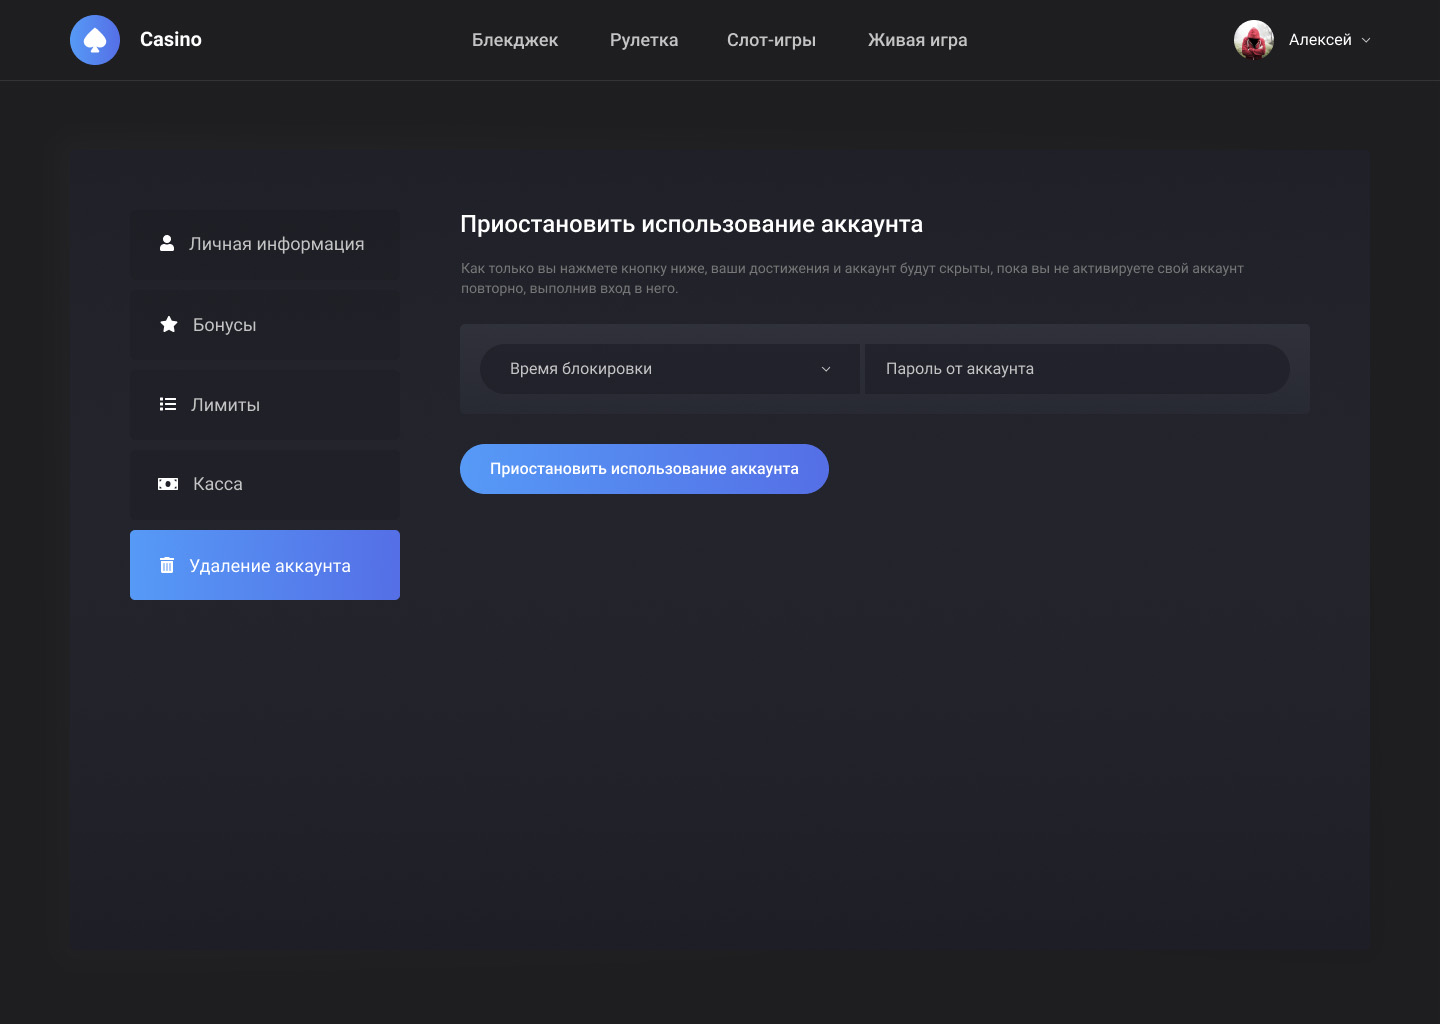 Casino
Блекджек
Рулетка
Слот-игры
Живая игра
Алексей
Личная информация
Бонусы
Лимиты
Касса
Удаление аккаунта
Приостановить использование аккаунта
Как только вы нажмете кнопку ниже, ваши достижения и аккаунт будут скрыты, пока вы не активируете свой аккаунт
повторно, выполнив вход в него.
Время блокировки
Пароль от аккаунта
Приостановить использование аккаунта